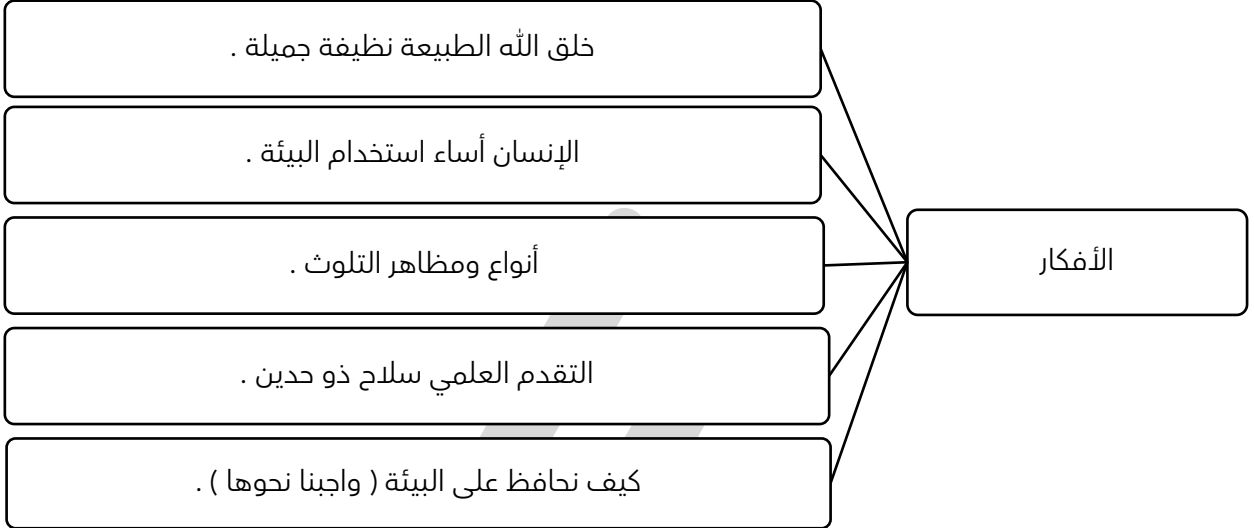 الأفكار
خلق الله الطبيعة نظيفة جميلة .
الإنسان أساء استخدام البيئة .
أنواع ومظاهر التلوث .
التقدم العلمي سلاح ذو حدين .
كيف نحافظ على البيئة ( واجبنا نحوها ) .